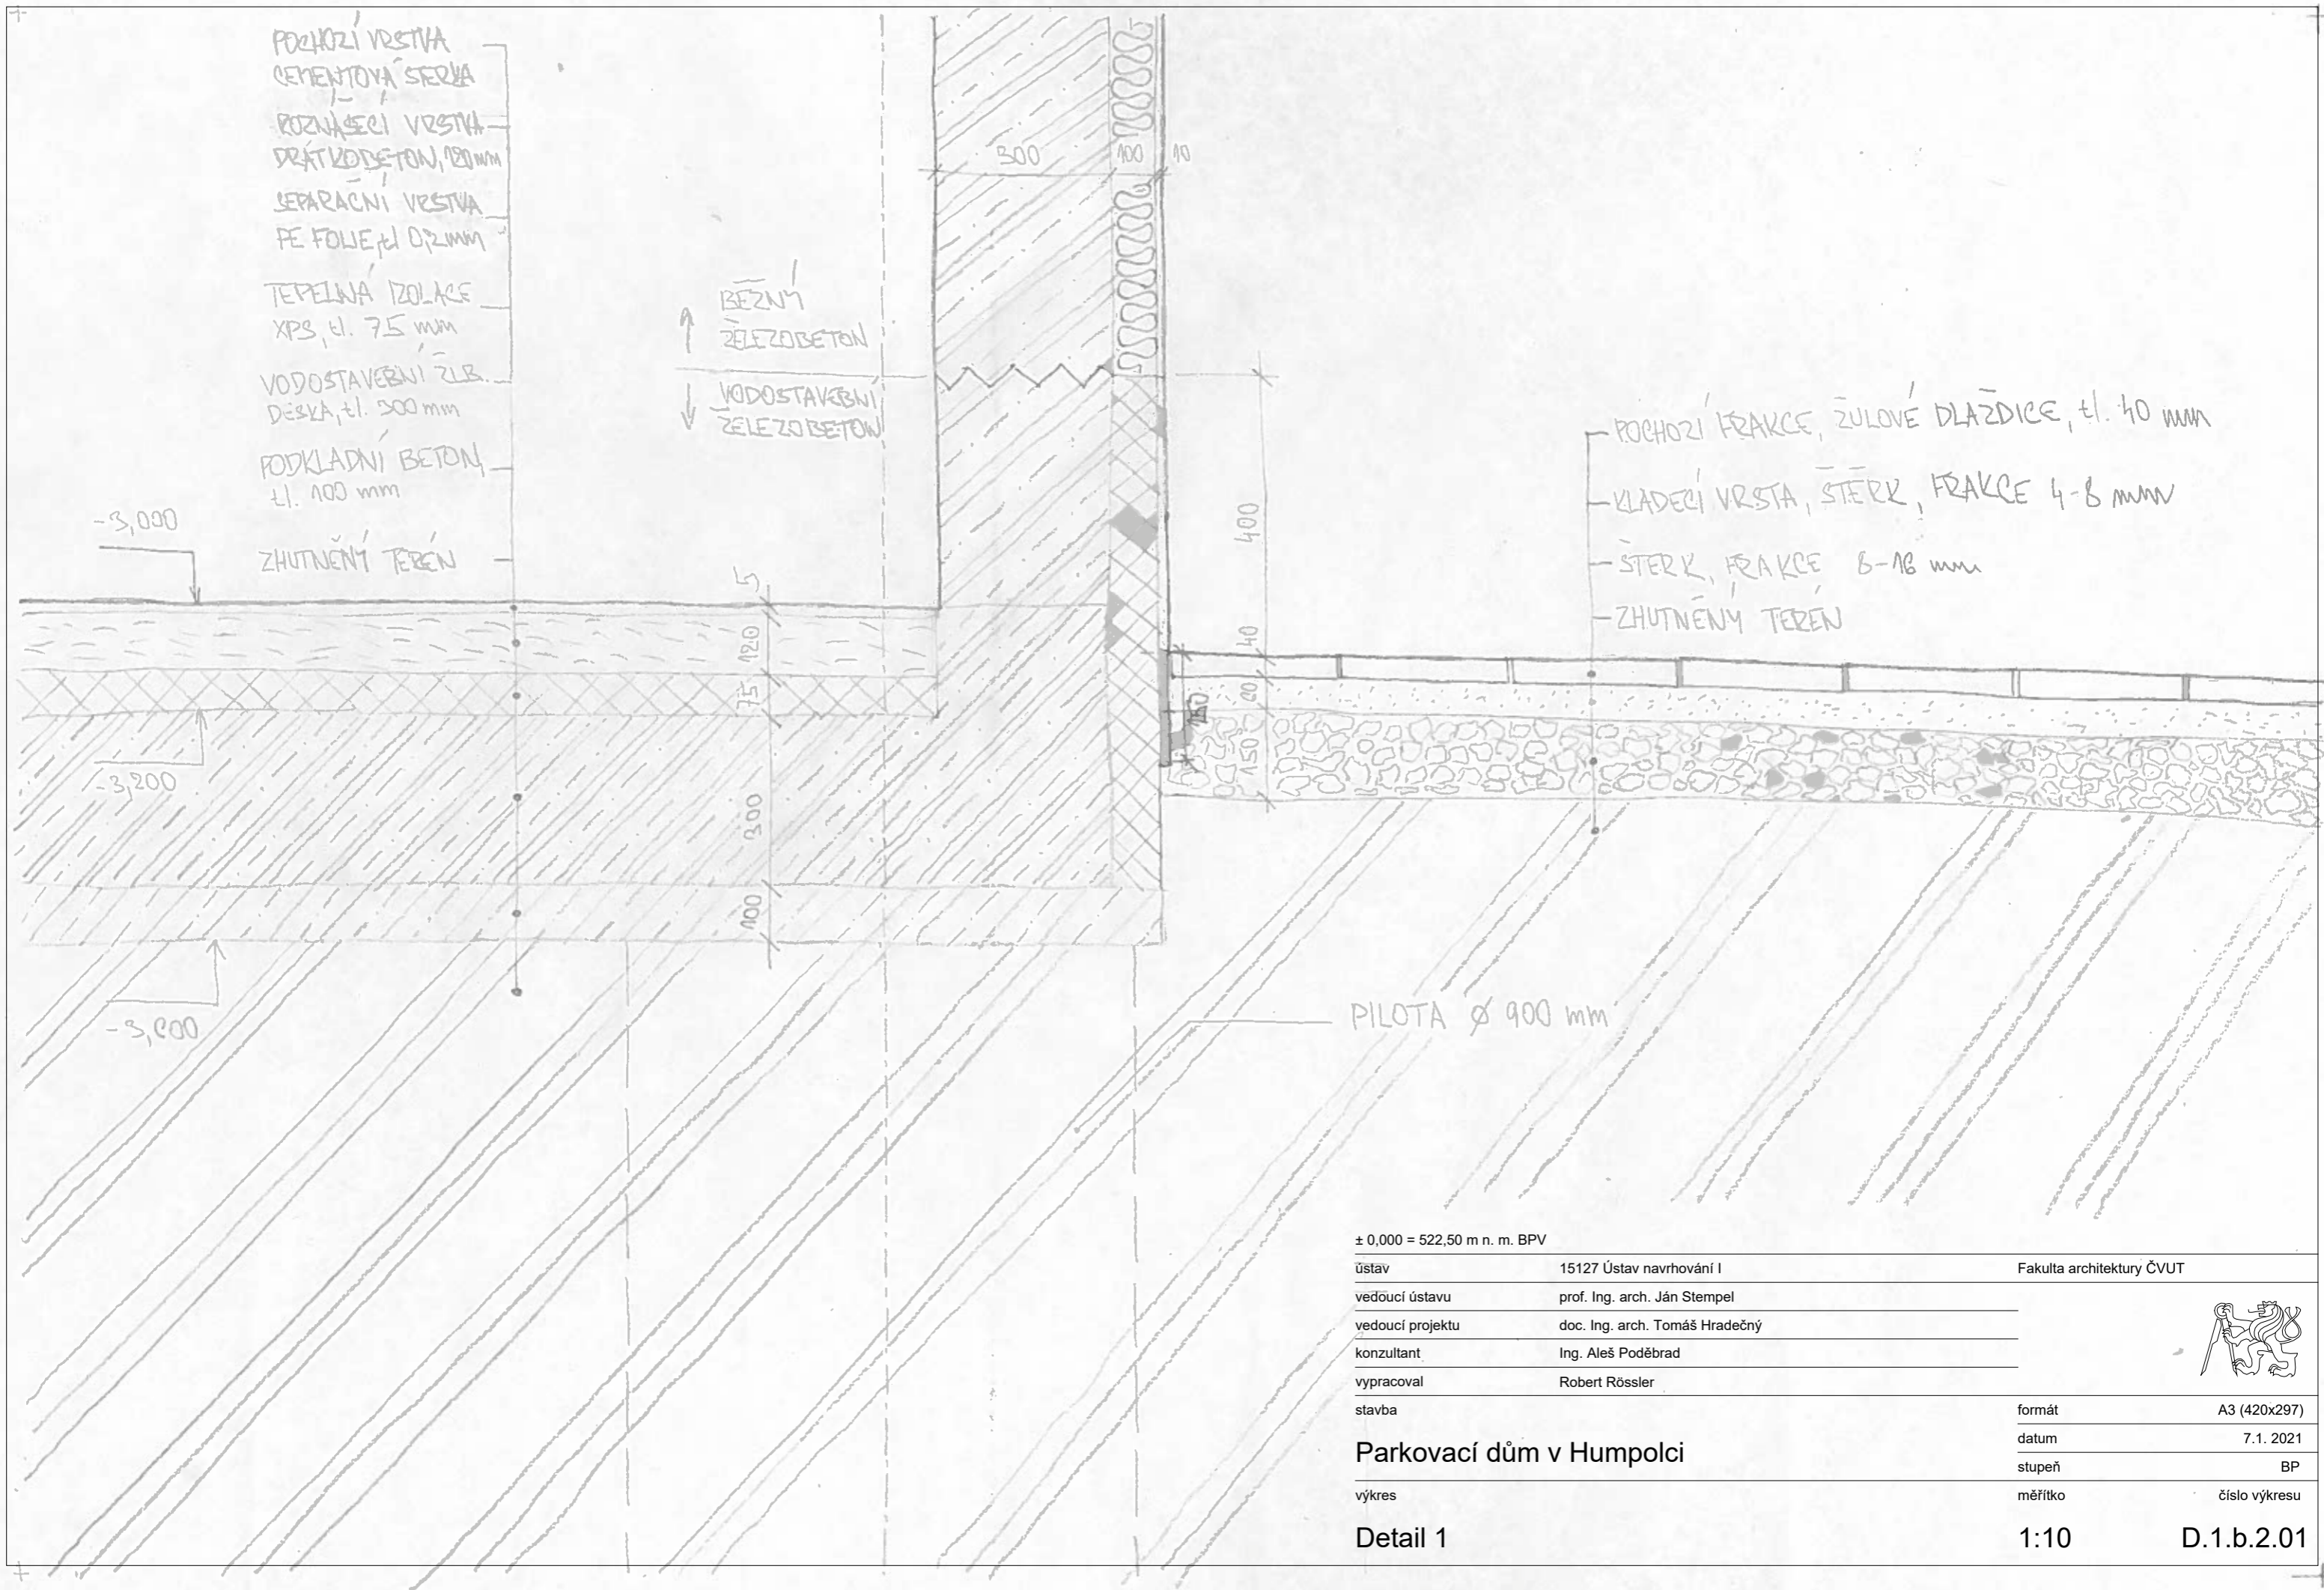 POCHOZÍ VRSTVA
CEMENTOVÁ STĚRKA
ROZNÁŠECÍ VRSTVA
DRÁTKOBETON, 120 mm
SEPARAČNÍ VRSTVA
PE FOLIE, tl 0,2 mm
TEPELNÁ IZOLACE
XPS, tl. 75 mm
VODOSTAVEBNÍ ŽLB.
DESKA, tl. 300 mm
PODKLADNÍ BETON,
tl. 100 mm
ZHUTNĚNÝ TERÉN
-3,000
-3,200
-3,600
BĚŽNÝ
ŽELEZOBETON
VODOSTAVEBNÍ
ŽELEZOBETON
300
100
10
5
120
75
300
100
400
40
60
150
150
POCHOZÍ FRAKCE, ŽULOVÉ DLAŽDICE, tl. 40 mm
KLADECÍ VRSTA, ŠTĚRK, FRAKCE 4-8 mm
ŠTĚRK, FRAKCE 8-16 mm
ZHUTNĚNÝ TERÉN
PILOTA Ø 900 mm
± 0,000 = 522,50 m n. m. BPV
ústav 15127 Ústav navrhování I Fakulta architektury ČVUT
vedoucí ústavu prof. Ing. arch. Ján Stempel
vedoucí projektu doc. Ing. arch. Tomáš Hradečný
konzultant Ing. Aleš Poděbrad
vypracoval Robert Rössler
stavba formát A3 (420x297)
Parkovací dům v Humpolci datum 7.1. 2021
stupeň BP
výkres měřítko číslo výkresu
Detail 1 1:10 D.1.b.2.01